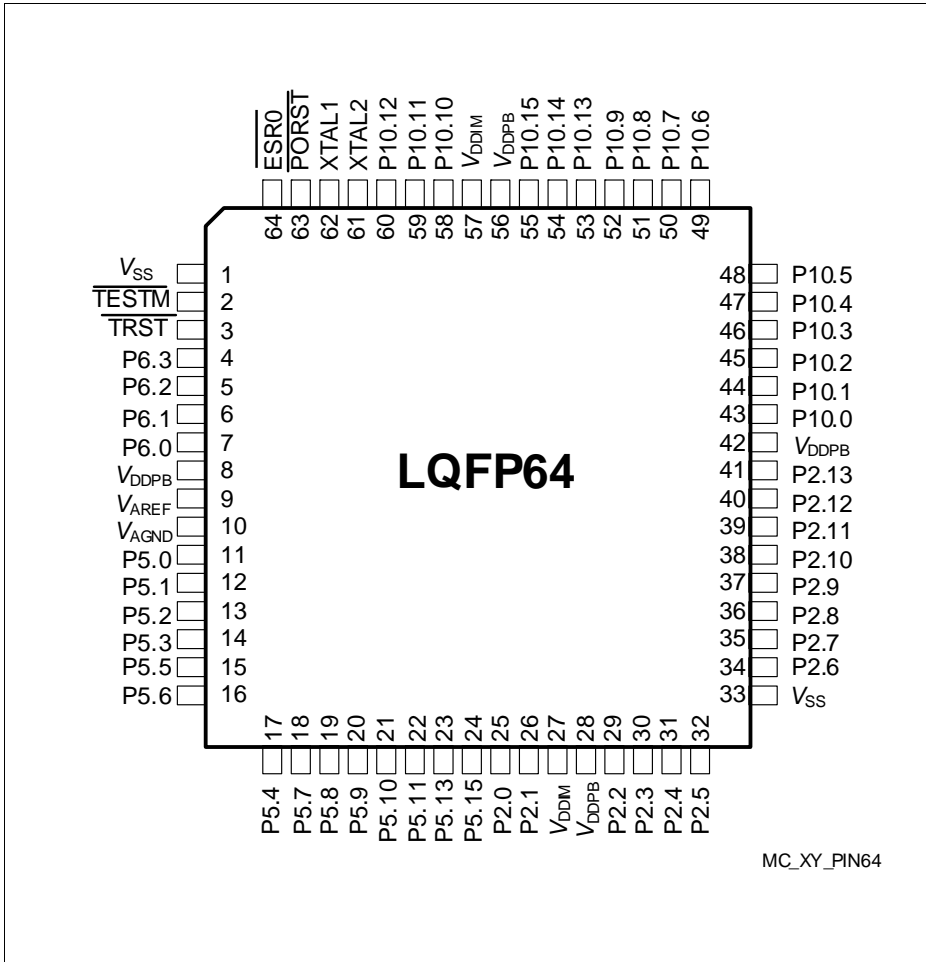 ESR0
PORST
XTAL1
XTAL2
P10.12
P10.11
P10.10
VDDIM
VDDPB
P10.15
P10.14
P10.13
P10.9
P10.8
P10.7
P10.6
64
63
62
61
60
59
58
57
56
55
54
53
52
51
50
49
VSS 1
TESTM 2
TRST 3
P6.3 4
P6.2 5
P6.1 6
P6.0 7
VDDPB 8
VAREF 9
VAGND 10
P5.0 11
P5.1 12
P5.2 13
P5.3 14
P5.5 15
P5.6 16
LQFP64
48 P10.5
47 P10.4
46 P10.3
45 P10.2
44 P10.1
43 P10.0
42 VDDPB
41 P2.13
40 P2.12
39 P2.11
38 P2.10
37 P2.9
36 P2.8
35 P2.7
34 P2.6
33 VSS
17
18
19
20
21
22
23
24
25
26
27
28
29
30
31
32
P5.4
P5.7
P5.8
P5.9
P5.10
P5.11
P5.13
P5.15
P2.0
P2.1
VDDIM
VDDPB
P2.2
P2.3
P2.4
P2.5
MC_XY_PIN64